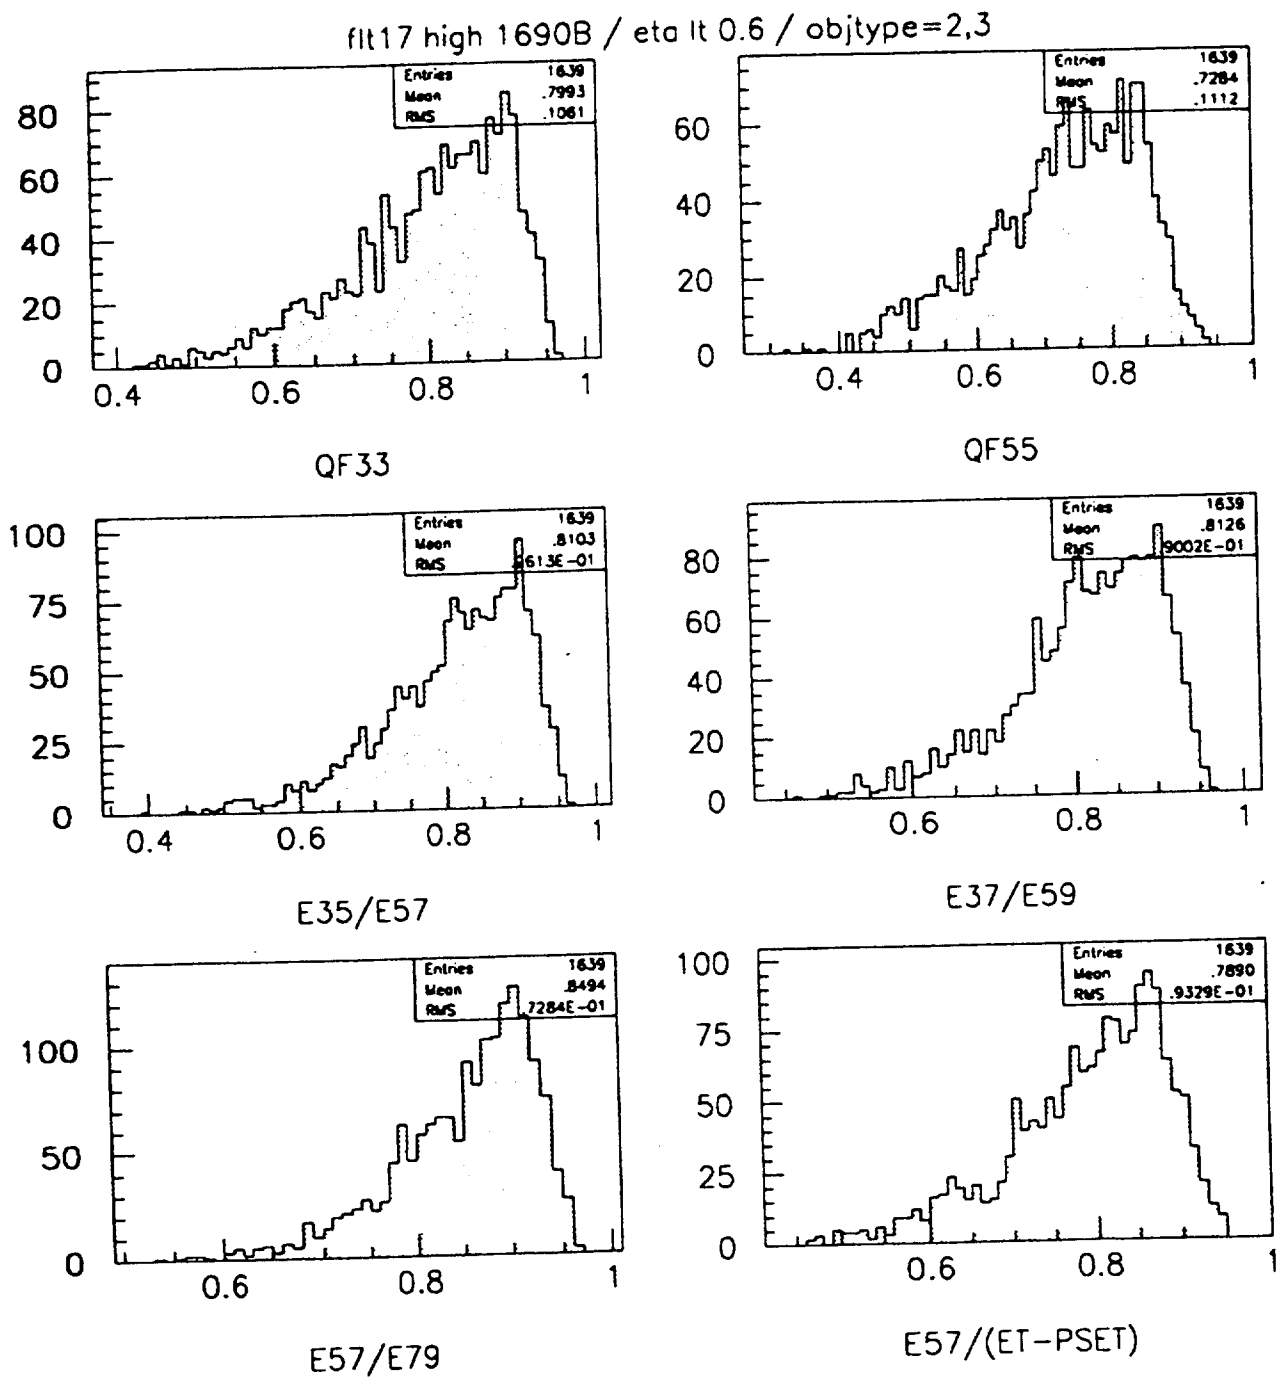 flt17 high 1690B / eta lt 0.6 / objtype=2,3
Entries 1639
Mean .7993
RMS .1061
80
60
40
20
0
0.4 0.6 0.8 1
QF33
Entries 1639
Mean .7284
RMS .1112
60
40
20
0
0.4 0.6 0.8 1
QF55
Entries 1639
Mean .8103
RMS 613E-01
100
75
50
25
0
0.4 0.6 0.8 1
E35/E57
Entries 1639
Mean .8126
RMS 9002E-01
80
60
40
20
0
0.6 0.8 1
E37/E59
Entries 1639
Mean .8494
RMS .7284E-01
100
50
0
0.6 0.8 1
E57/E79
Entries 1639
Mean .7890
RMS .9329E-01
100
75
50
25
0
0.6 0.8 1
E57/(ET-PSET)